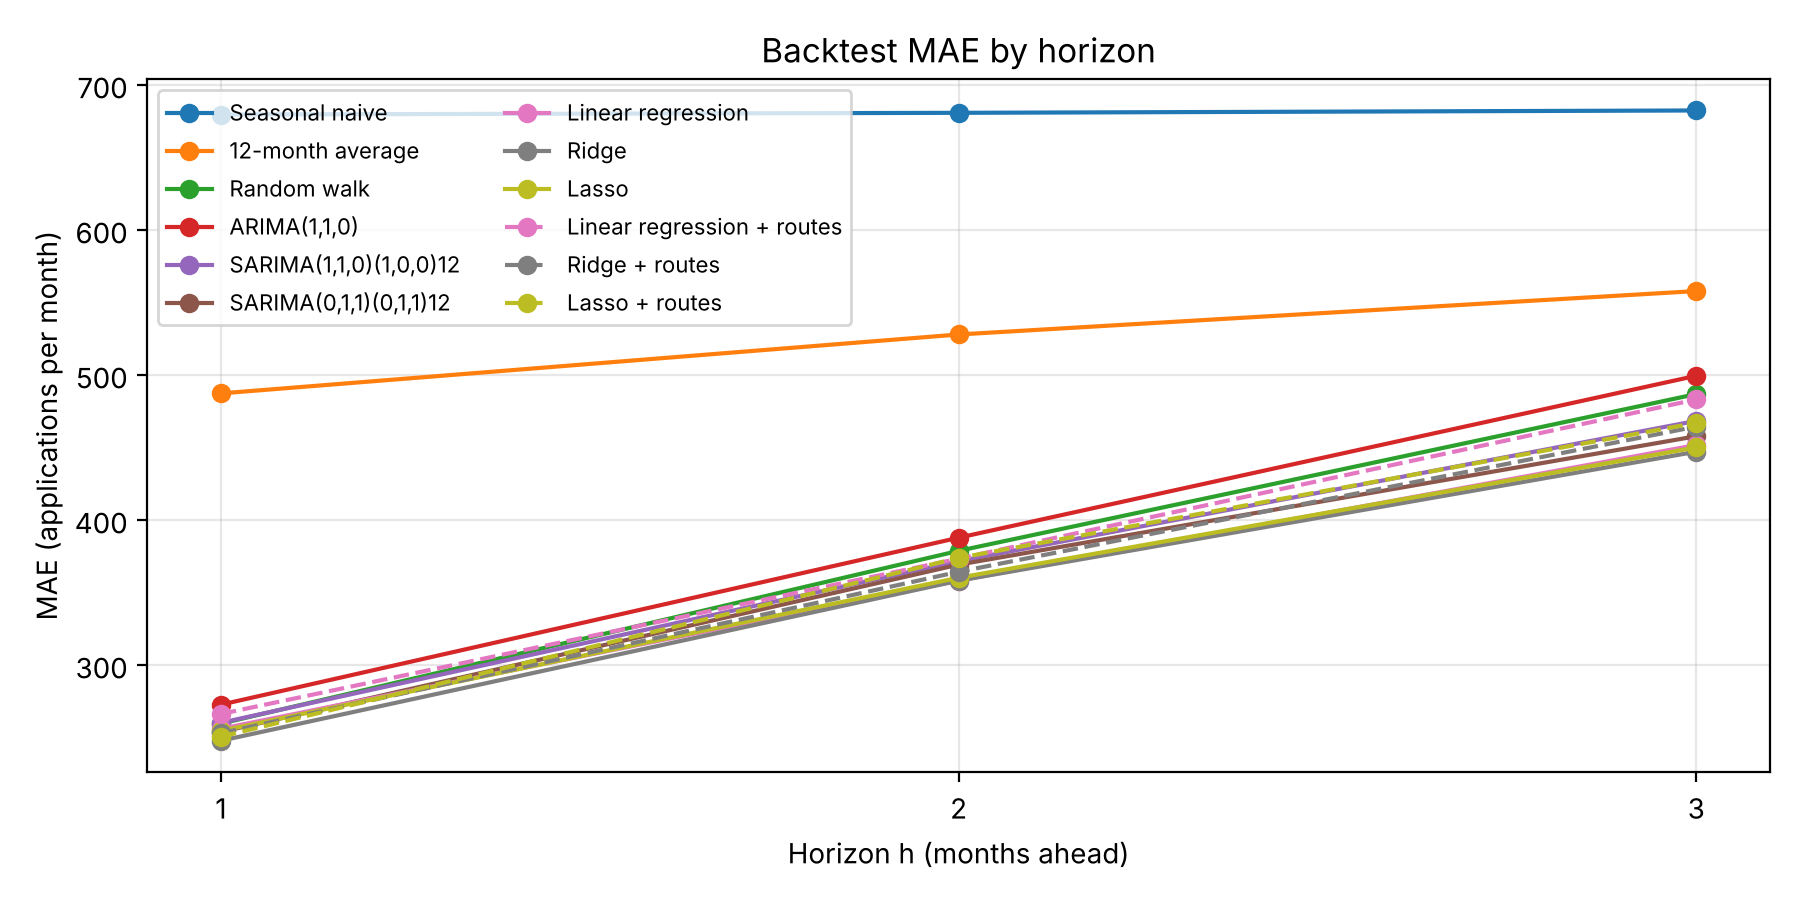 Backtest MAE by horizon
MAE (applications per month)
700
600
500
400
300
Seasonal naive
12-month average
Random walk
ARIMA(1,1,0)
SARIMA(1,1,0)(1,0,0)12
SARIMA(0,1,1)(0,1,1)12
Linear regression
Ridge
Lasso
Linear regression + routes
Ridge + routes
Lasso + routes
1
2
3
Horizon h (months ahead)